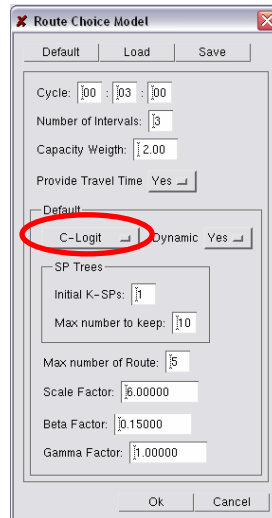 Route Choice Model
Default Load Save
Cycle: 00 : 03 : 00
Number of Intervals: 3
Capacity Weigth: 2.00
Provide Travel Time Yes
Default
C-Logit Dynamic Yes
SP Trees
Initial K-SPs: 1
Max number to keep: 10
Max number of Route: 5
Scale Factor: 6.00000
Beta Factor: 0.15000
Gamma Factor: 1.00000
Ok Cancel